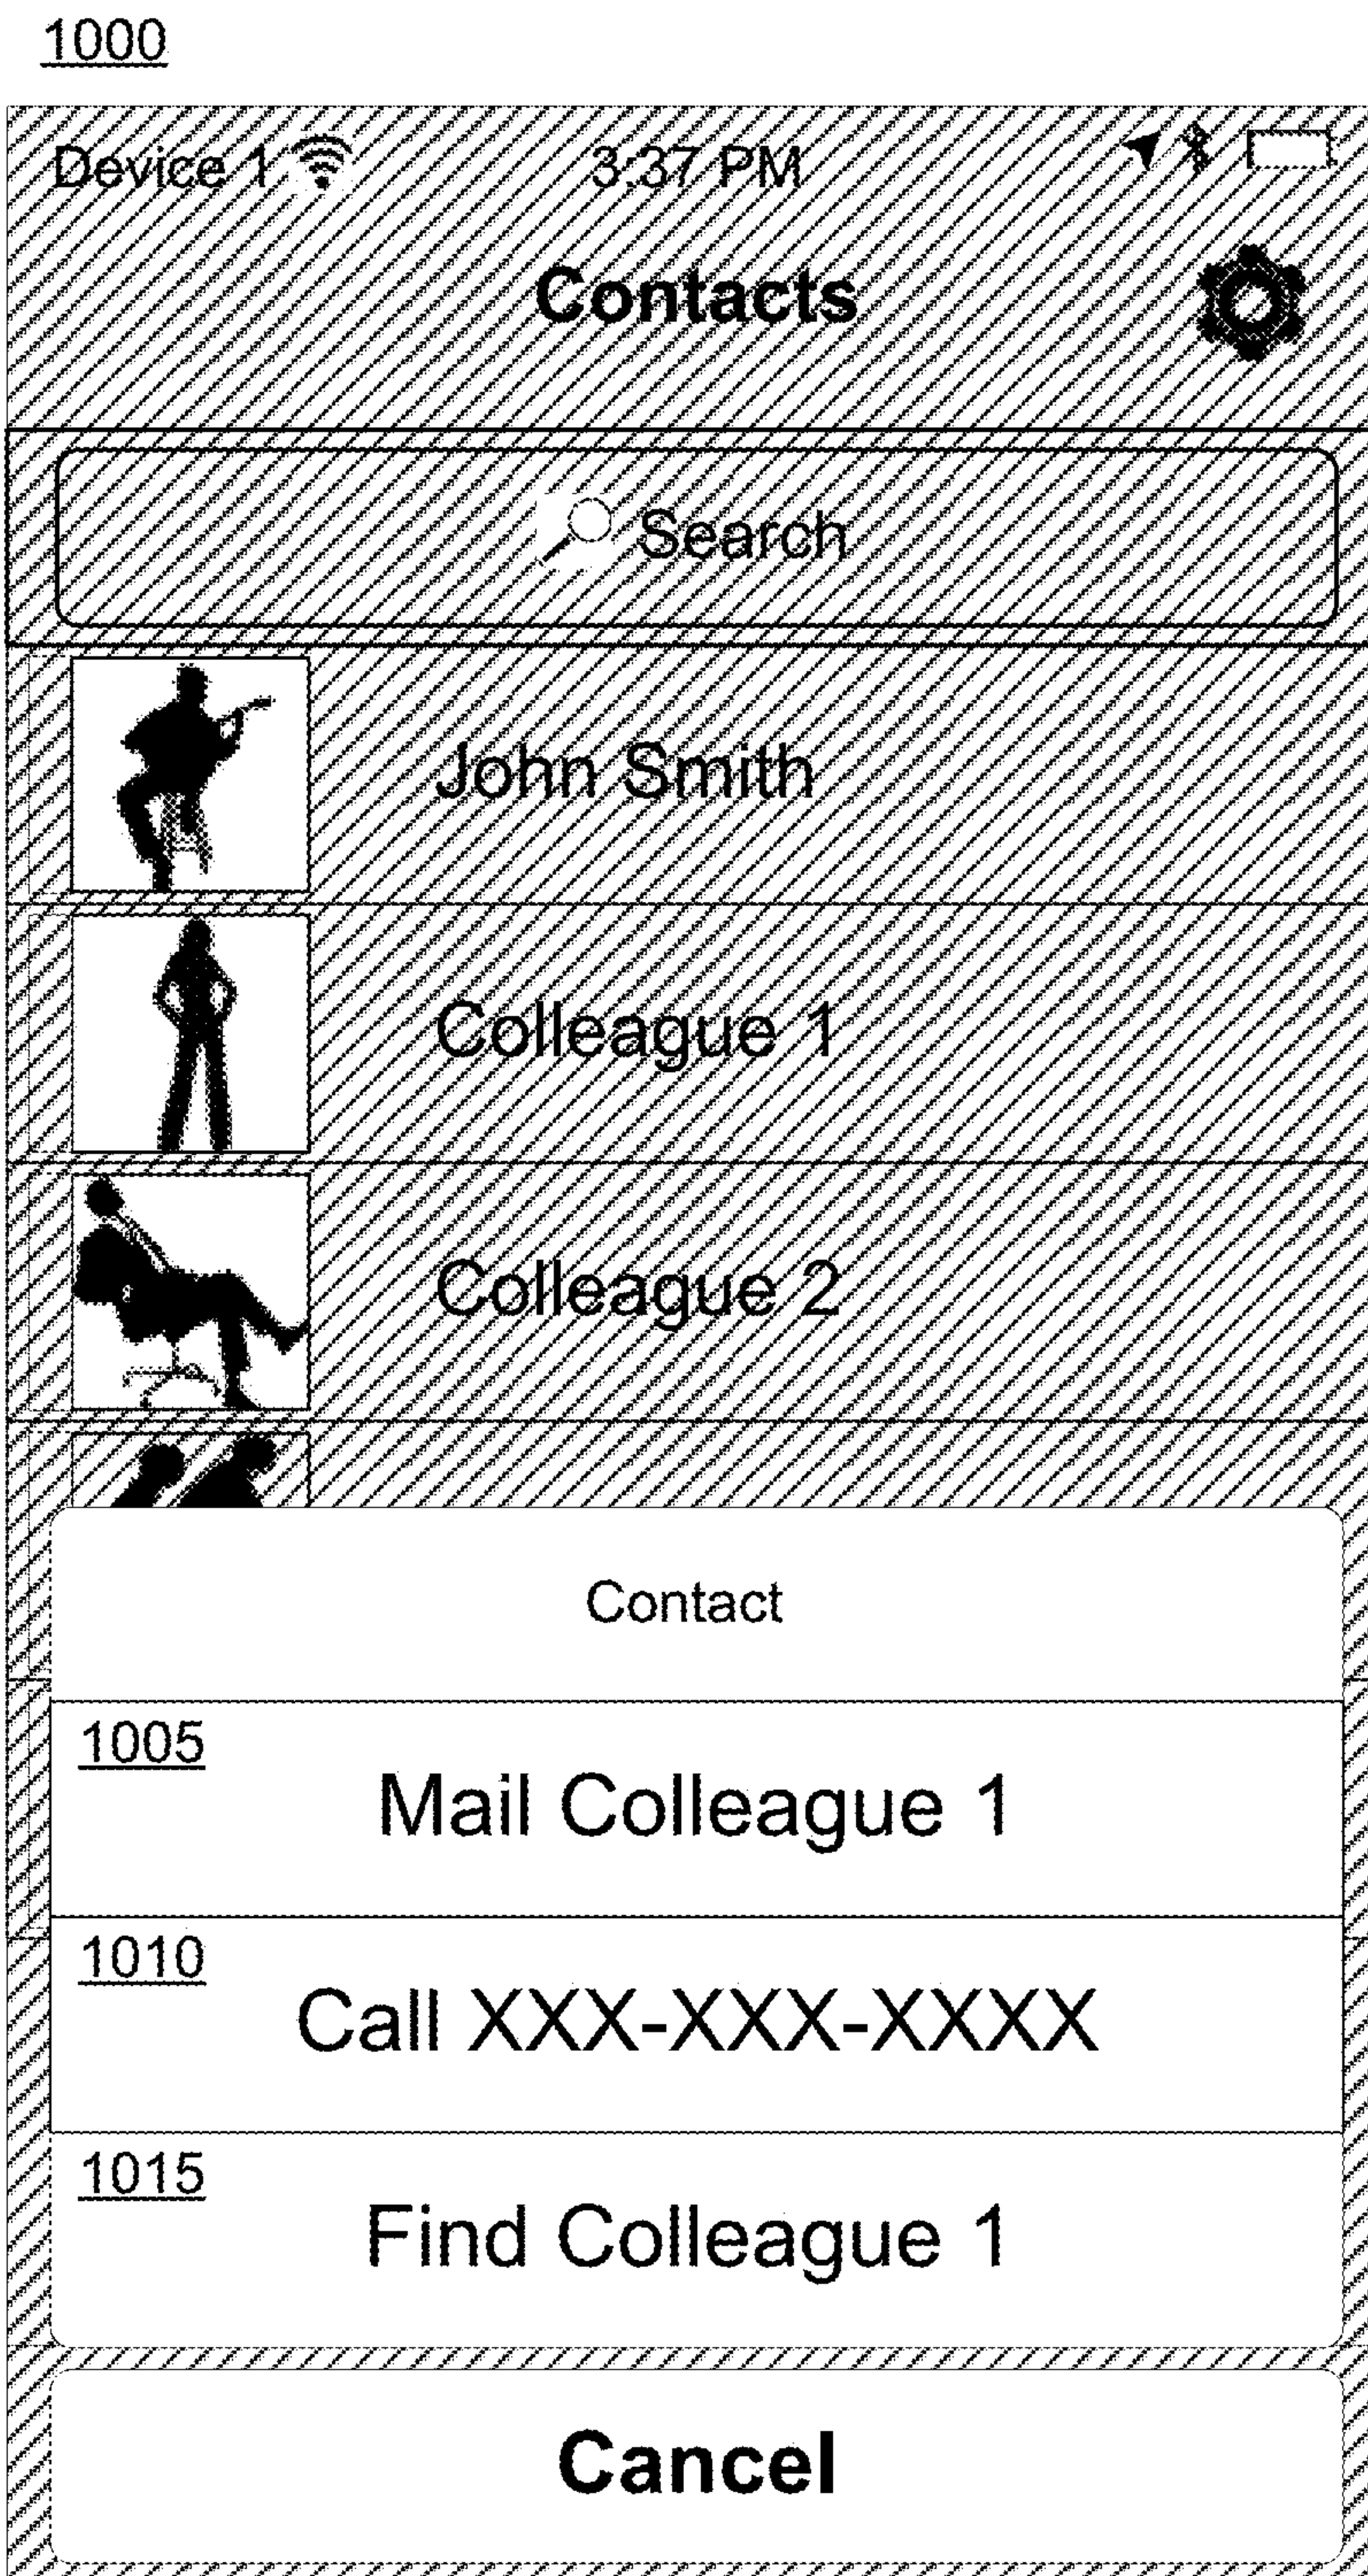 1000
Device 1 3:37 PM
Contacts
Search
John Smith
Colleague 1
Colleague 2
Contact
1005
Mail Colleague 1
1010
Call XXX-XXX-XXXX
1015
Find Colleague 1
Cancel